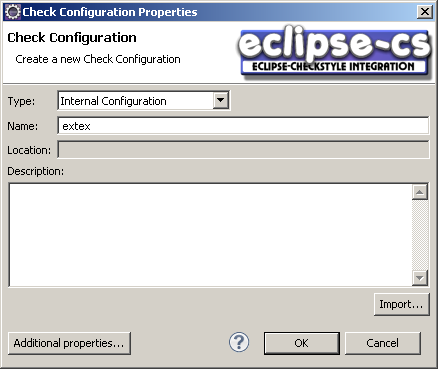 Check Configuration Properties
Check Configuration
Create a new Check Configuration
eclipse-cs
ECLIPSE-CHECKSTYLE INTEGRATION
Type: Internal Configuration
Name: extex
Location:
Description:
Import...
Additional properties... ? OK Cancel